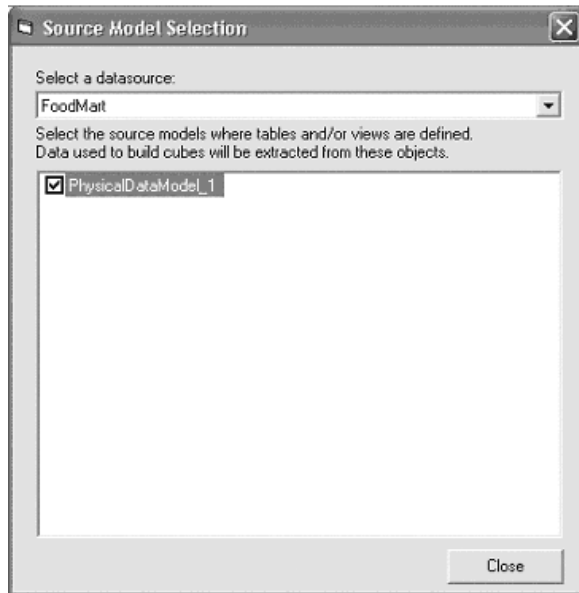 Source Model Selection
Select a datasource:
FoodMart
Select the source models where tables and/or views are defined.
Data used to build cubes will be extracted from these objects.
PhysicalDataModel_1
Close